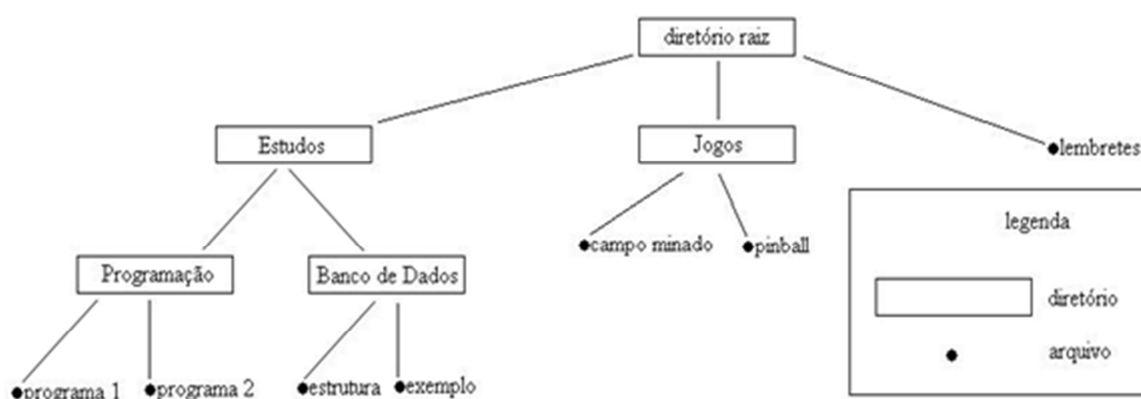 diretório raiz
Estudos
Jogos
lembretes
campo minado
pinball
legenda
Programação
Banco de Dados
diretório
arquivo
programa 1
programa 2
estrutura
exemplo